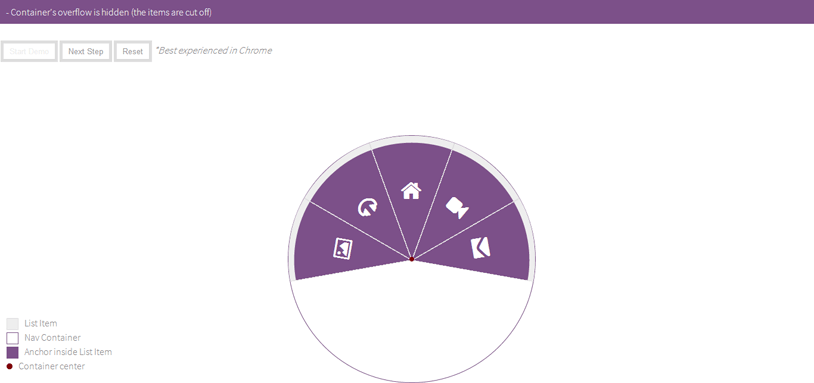 - Container's overflow is hidden (the items are cut off)
Start Demo Next Step Reset *Best experienced in Chrome
List Item
Nav Container
Anchor inside List Item
Container center